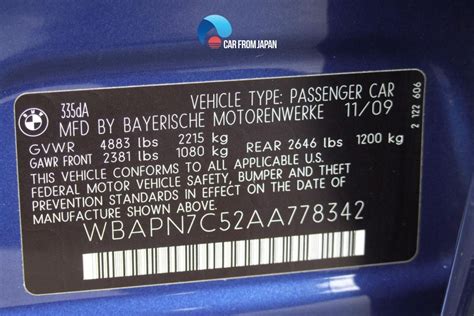 CAR FROM JAPAN
BMW
335dA
VEHICLE TYPE: PASSENGER CAR
MFD BY BAYERISCHE MOTORENWERKE 11/09
GVWR 4883 lbs 2215 kg
GAWR FRONT 2381 lbs 1080 kg REAR 2646 lbs 1200 kg
THIS VEHICLE CONFORMS TO ALL APPLICABLE U.S.
FEDERAL MOTOR VEHICLE SAFETY, BUMPER AND THEFT
PREVENTION STANDARDS IN EFFECT ON THE DATE OF
MANUFACTURE SHOWN ABOVE.
WBAPN7C52AA778342
2 122 606